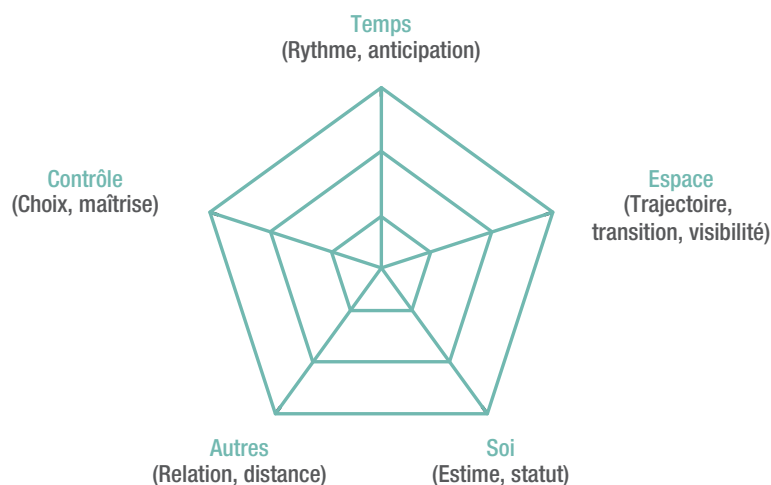 Temps
(Rythme, anticipation)
Contrôle
(Choix, maîtrise)
Espace
(Trajectoire,
transition, visibilité)
Autres
(Relation, distance)
Soi
(Estime, statut)